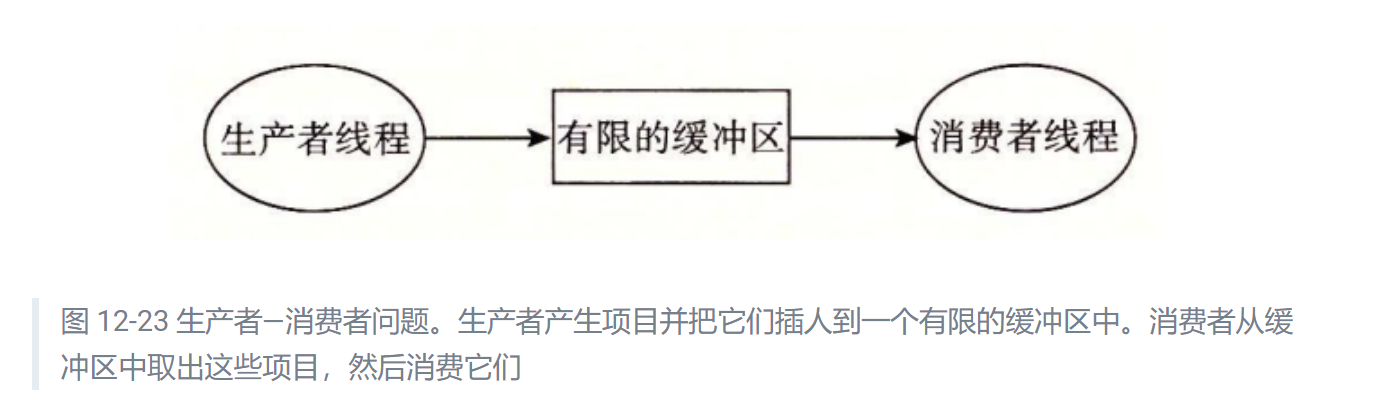 生产者线程
有限的缓冲区
消费者线程
图 12-23 生产者—消费者问题。生产者产生项目并把它们插人到一个有限的缓冲区中。消费者从缓
冲区中取出这些项目，然后消费它们